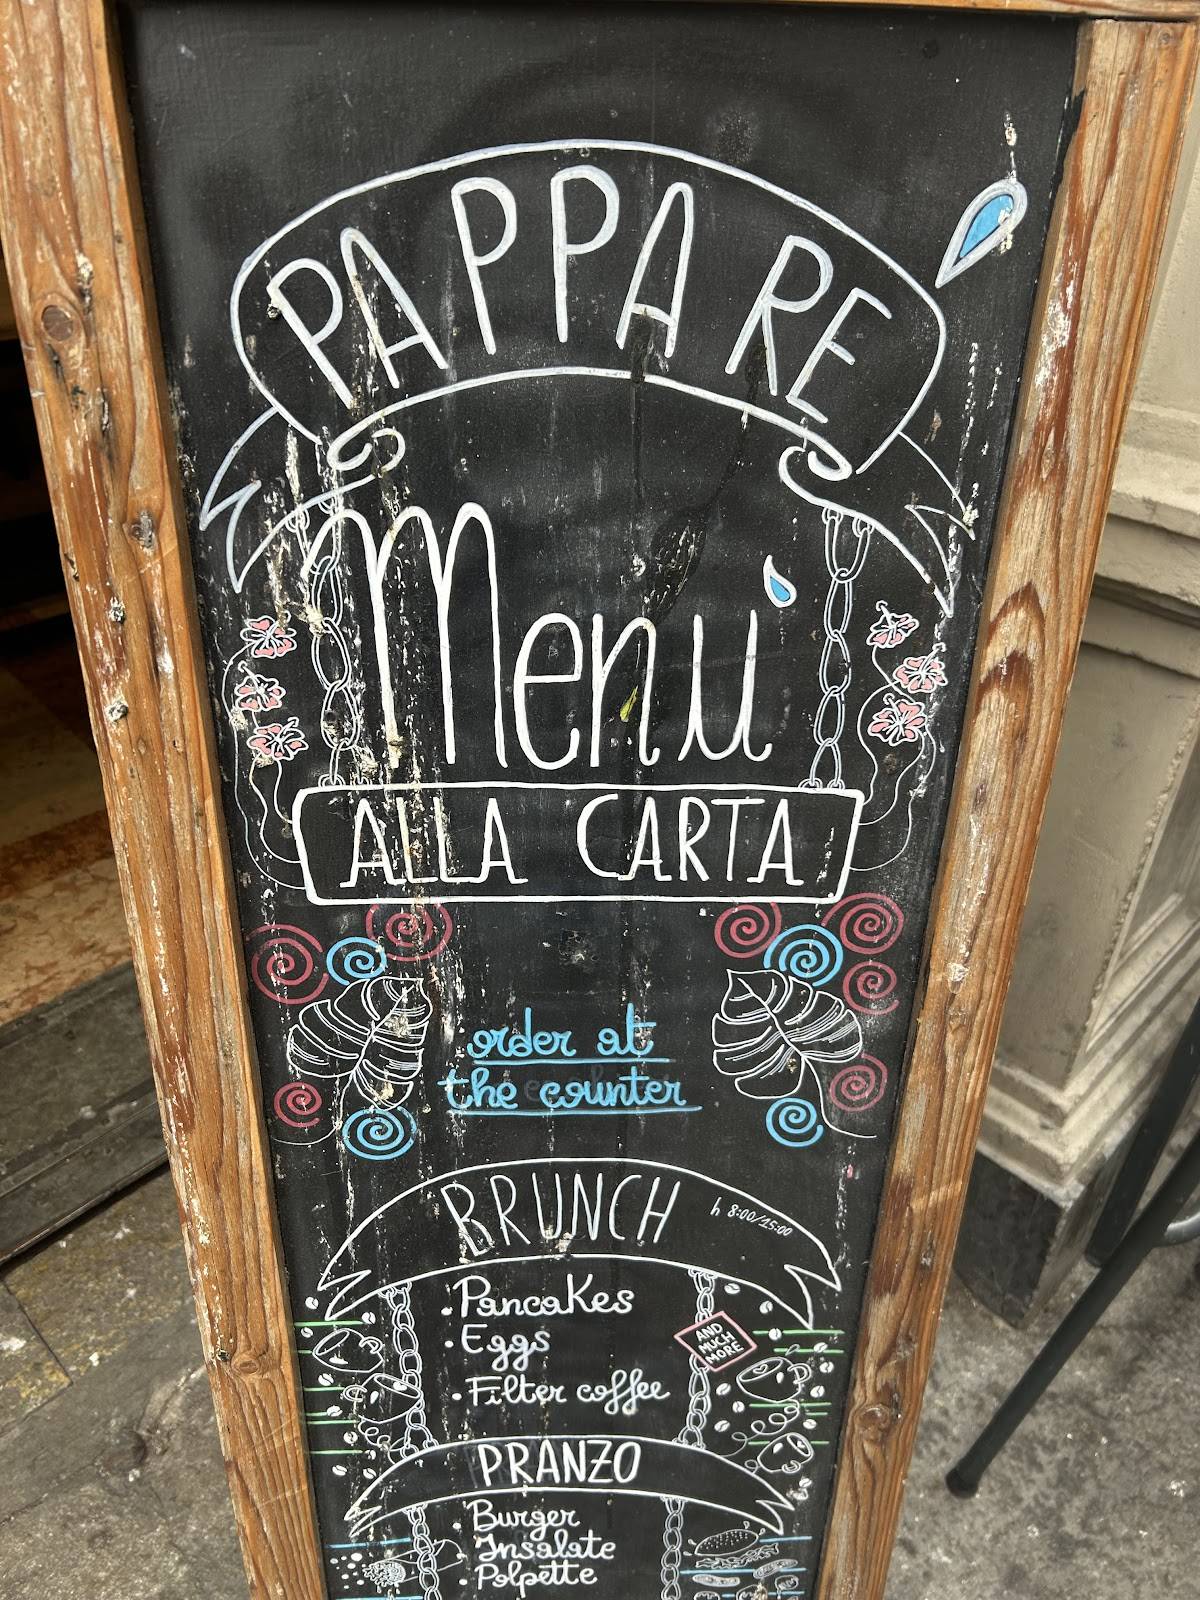 PAPPARE
Menù
ALLA CARTA
order at
the counter
BRUNCH h 8:00/15:00
• Pancakes
• Eggs
• Filter coffee
AND
MUCH
MORE
PRANZO
• Burger
• Insalate
• Polpette